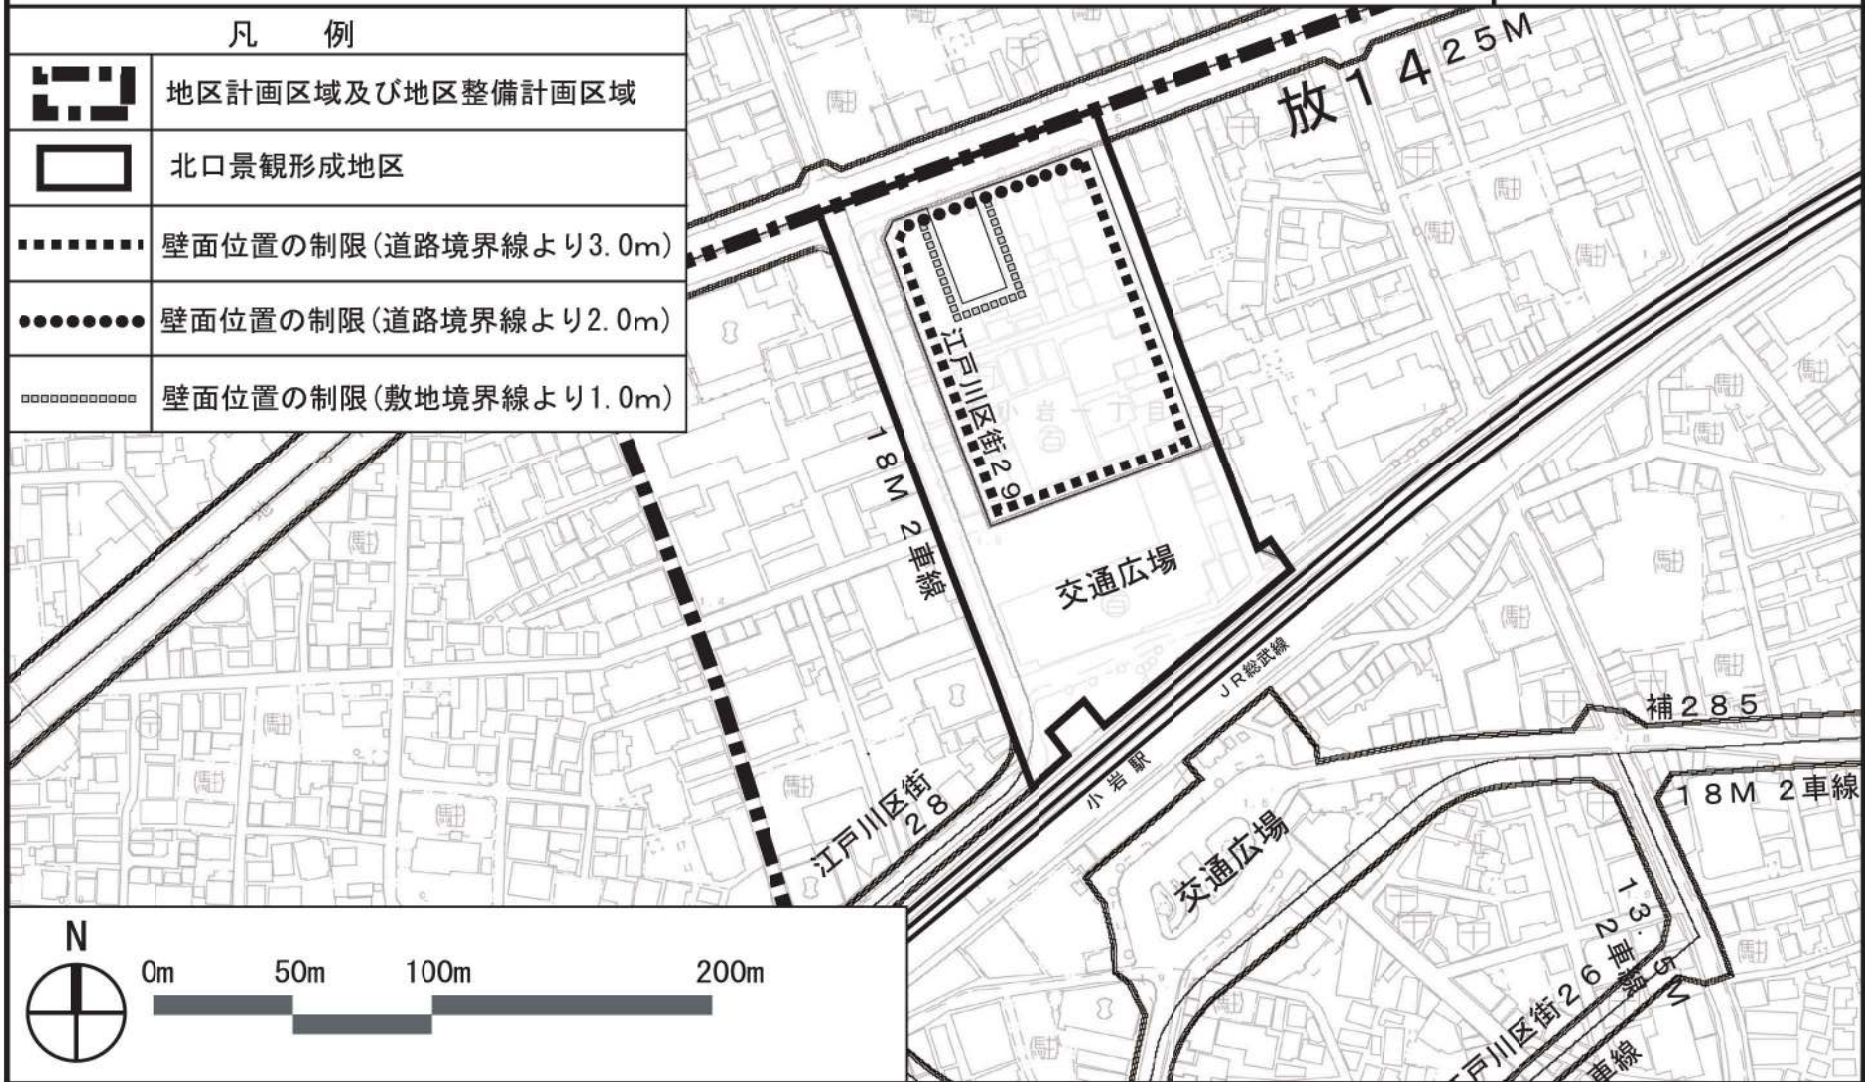 凡　例
地区計画区域及び地区整備計画区域
北口景観形成地区
壁面位置の制限(道路境界線より3.0m)
壁面位置の制限(道路境界線より2.0m)
壁面位置の制限(敷地境界線より1.0m)
放14 25M
江戸川区街29
小岩一丁目
18M 2車線
交通広場
JR総武線
小岩駅
江戸川区街28
補285
18M 2車線
交通広場
13.5M
2車線
戸川区街26
車線
N
0m 50m 100m 200m